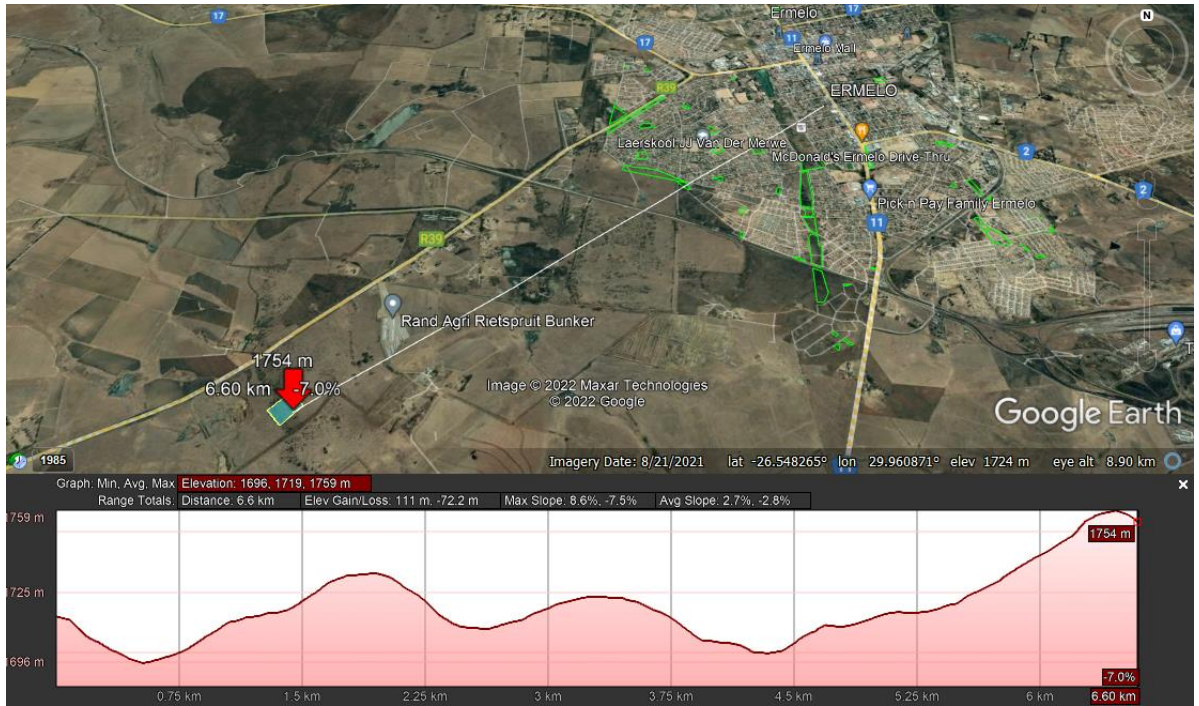 17
Ermelo
17
N
17
11
Ermelo Mall
R39
ERMELO
Laerskool JJ Van Der Merwe
McDonald's Ermelo Drive-Thru
2
2
Pick n Pay Family Ermelo
11
R39
Rand Agri Rietspruit Bunker
T
1754 m
6.60 km -7.0%
Image © 2022 Maxar Technologies
© 2022 Google
Google Earth
1985
Imagery Date: 8/21/2021 lat -26.548265° lon 29.960871° elev 1724 m eye alt 8.90 km
Graph: Min, Avg, Max Elevation: 1696, 1719, 1759 m
Range Totals: Distance: 6.6 km Elev Gain/Loss: 111 m, -72.2 m Max Slope: 8.6%, -7.5% Avg Slope: 2.7%, -2.8%
1759 m
1754 m
1725 m
1696 m
-7.0%
0.75 km 1.5 km 2.25 km 3 km 3.75 km 4.5 km 5.25 km 6 km 6.60 km